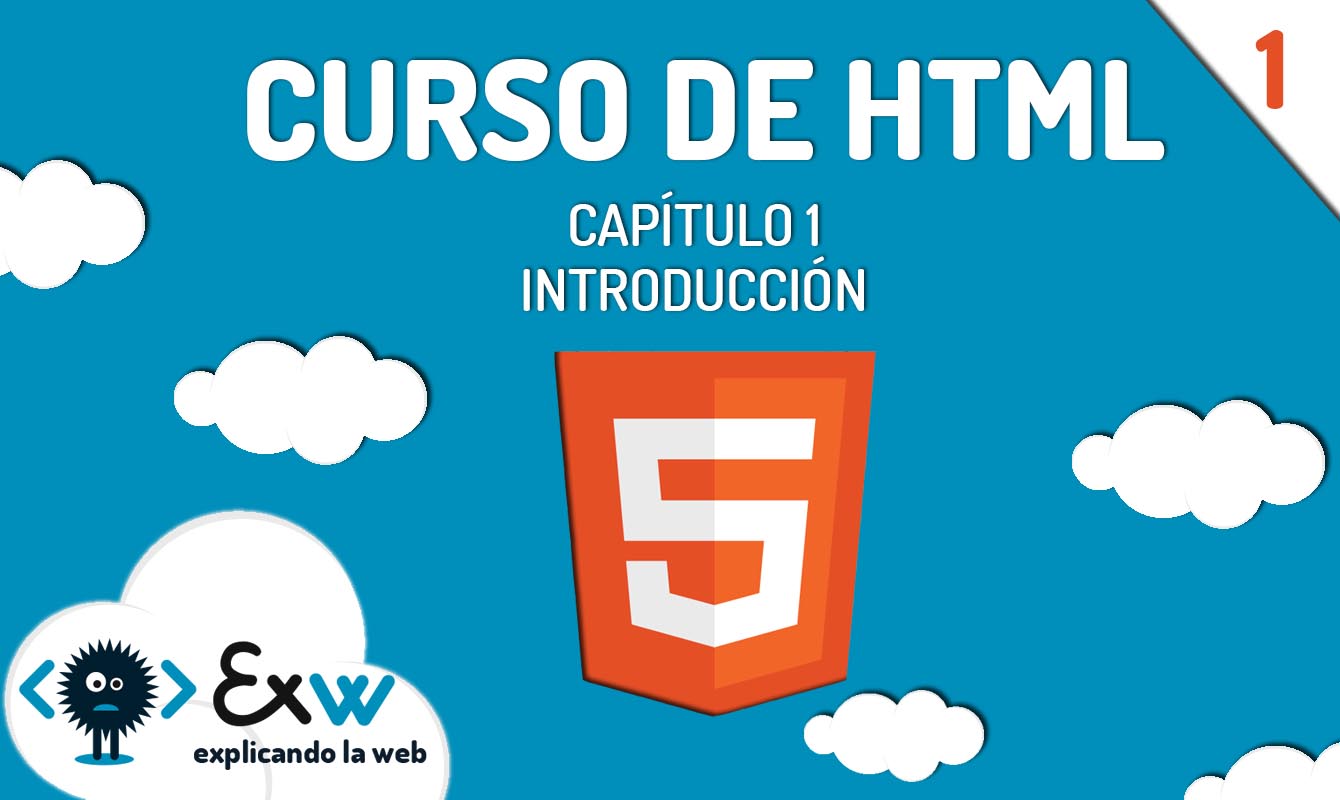 CURSO DE HTML
1
CAPÍTULO 1
INTRODUCCIÓN
5
< >
Exw
explicando la web